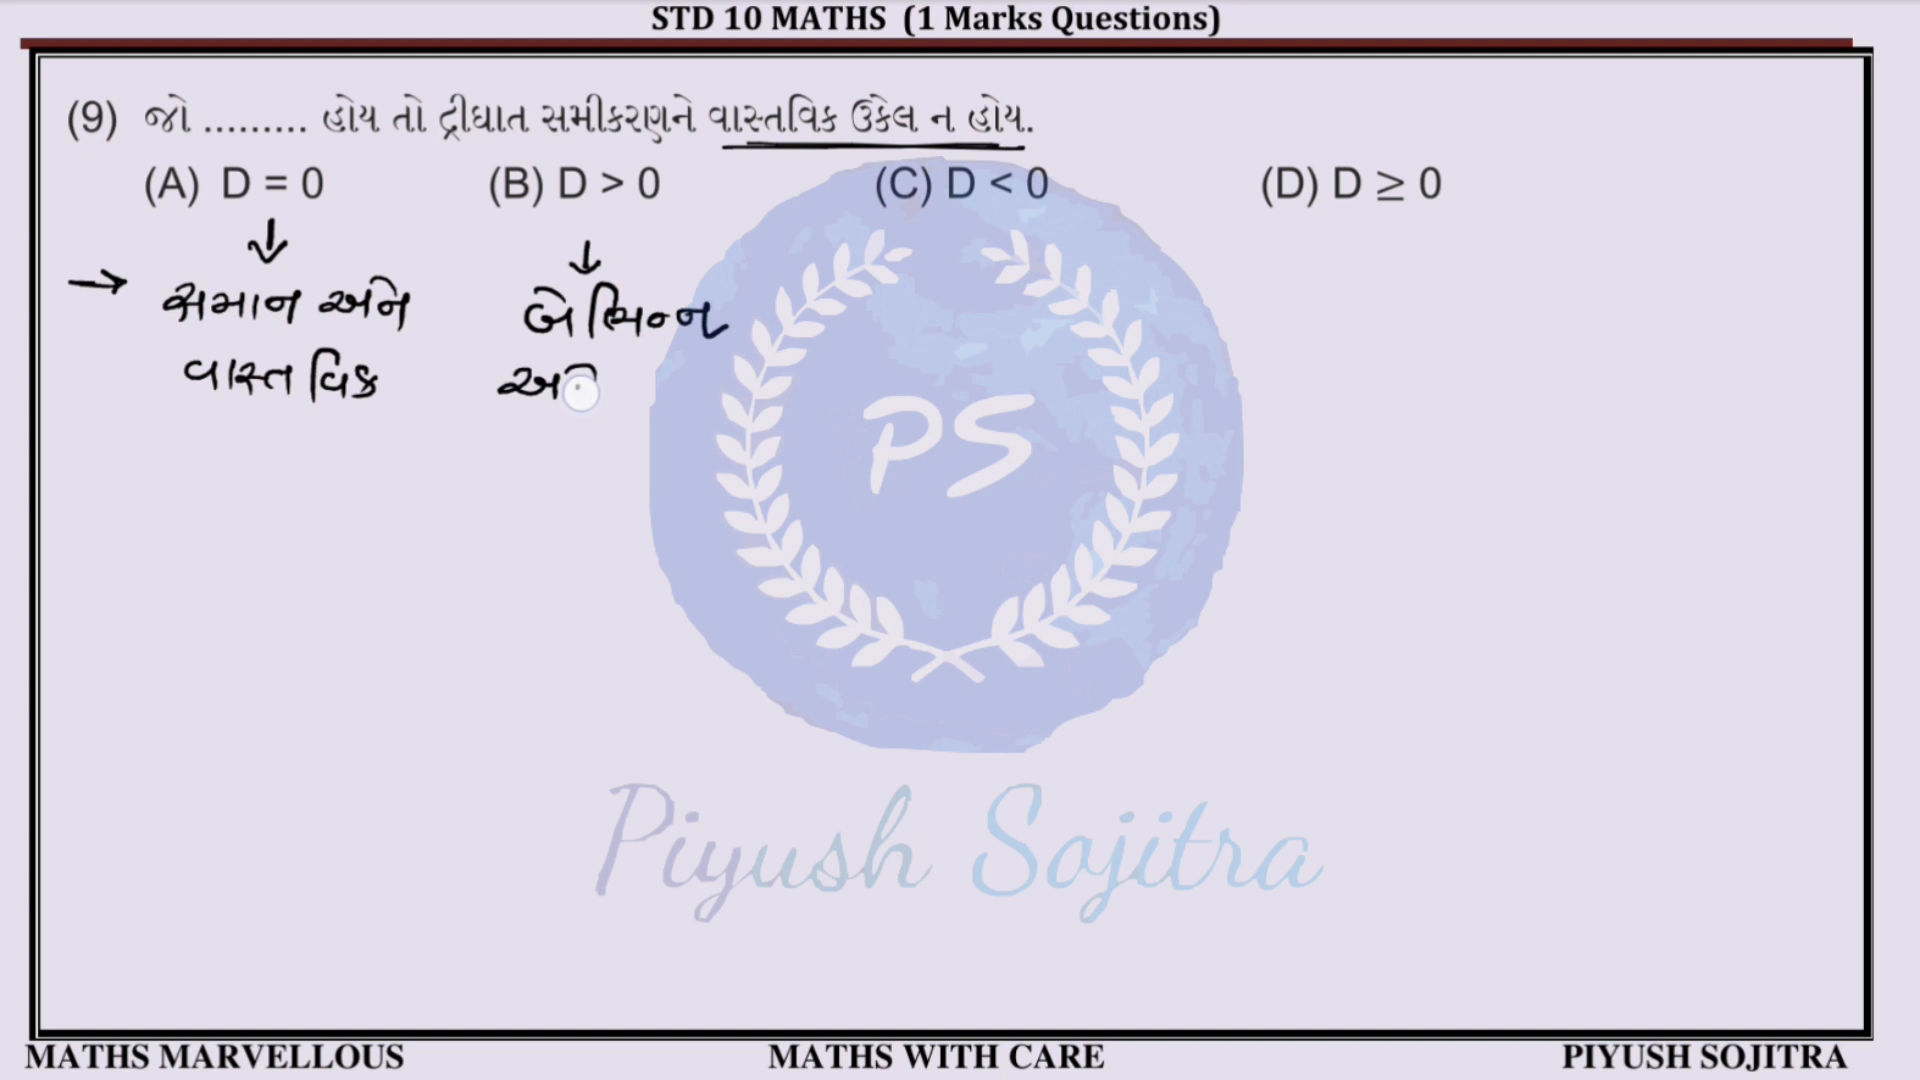 STD 10 MATHS (1 Marks Questions)
(9) જો ......... હોય તો દ્રીઘાત સમીકરણને વાસ્તવિક ઉકેલ ન હોય.
(A) D = 0 (B) D > 0 (C) D < 0 (D) D ≥ 0
સમાન અને
વાસ્તવિક
બે ભિન્ન
PS
Piyush Sojitra
MATHS MARVELLOUS MATHS WITH CARE PIYUSH SOJITRA